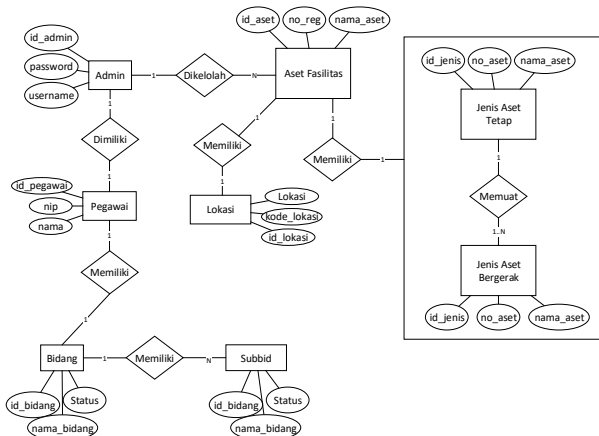 id_aset
no_reg
nama_aset
id_admin
password
username
Admin
1
Dikelolah
N
Aset Fasilitas
1
1
1
Dimiliki
1
Memiliki
1
Memiliki
1
id_pegawai
nip
nama
Pegawai
1
Lokasi
Lokasi
kode_lokasi
id_lokasi
Memiliki
1
Bidang
1
Memiliki
N
Subbid
id_bidang
nama_bidang
Status
id_bidang
nama_bidang
Status
id_jenis
no_aset
nama_aset
Jenis Aset
Tetap
1
Memuat
1..N
Jenis Aset
Bergerak
id_jenis
no_aset
nama_aset